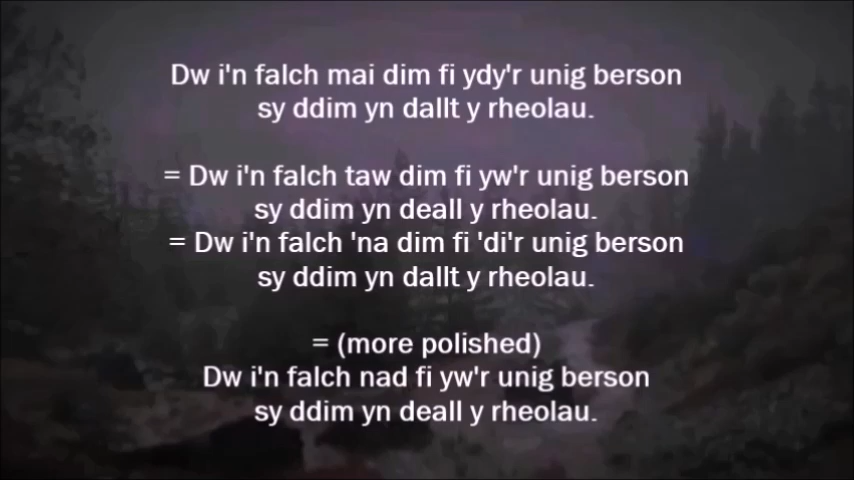 Dw i'n falch mai dim fi ydy'r unig berson
sy ddim yn dallt y rheolau.
= Dw i'n falch taw dim fi yw'r unig berson
sy ddim yn deall y rheolau.
= Dw i'n falch 'na dim fi 'di'r unig berson
sy ddim yn dallt y rheolau.
= (more polished)
Dw i'n falch nad fi yw'r unig berson
sy ddim yn deall y rheolau.